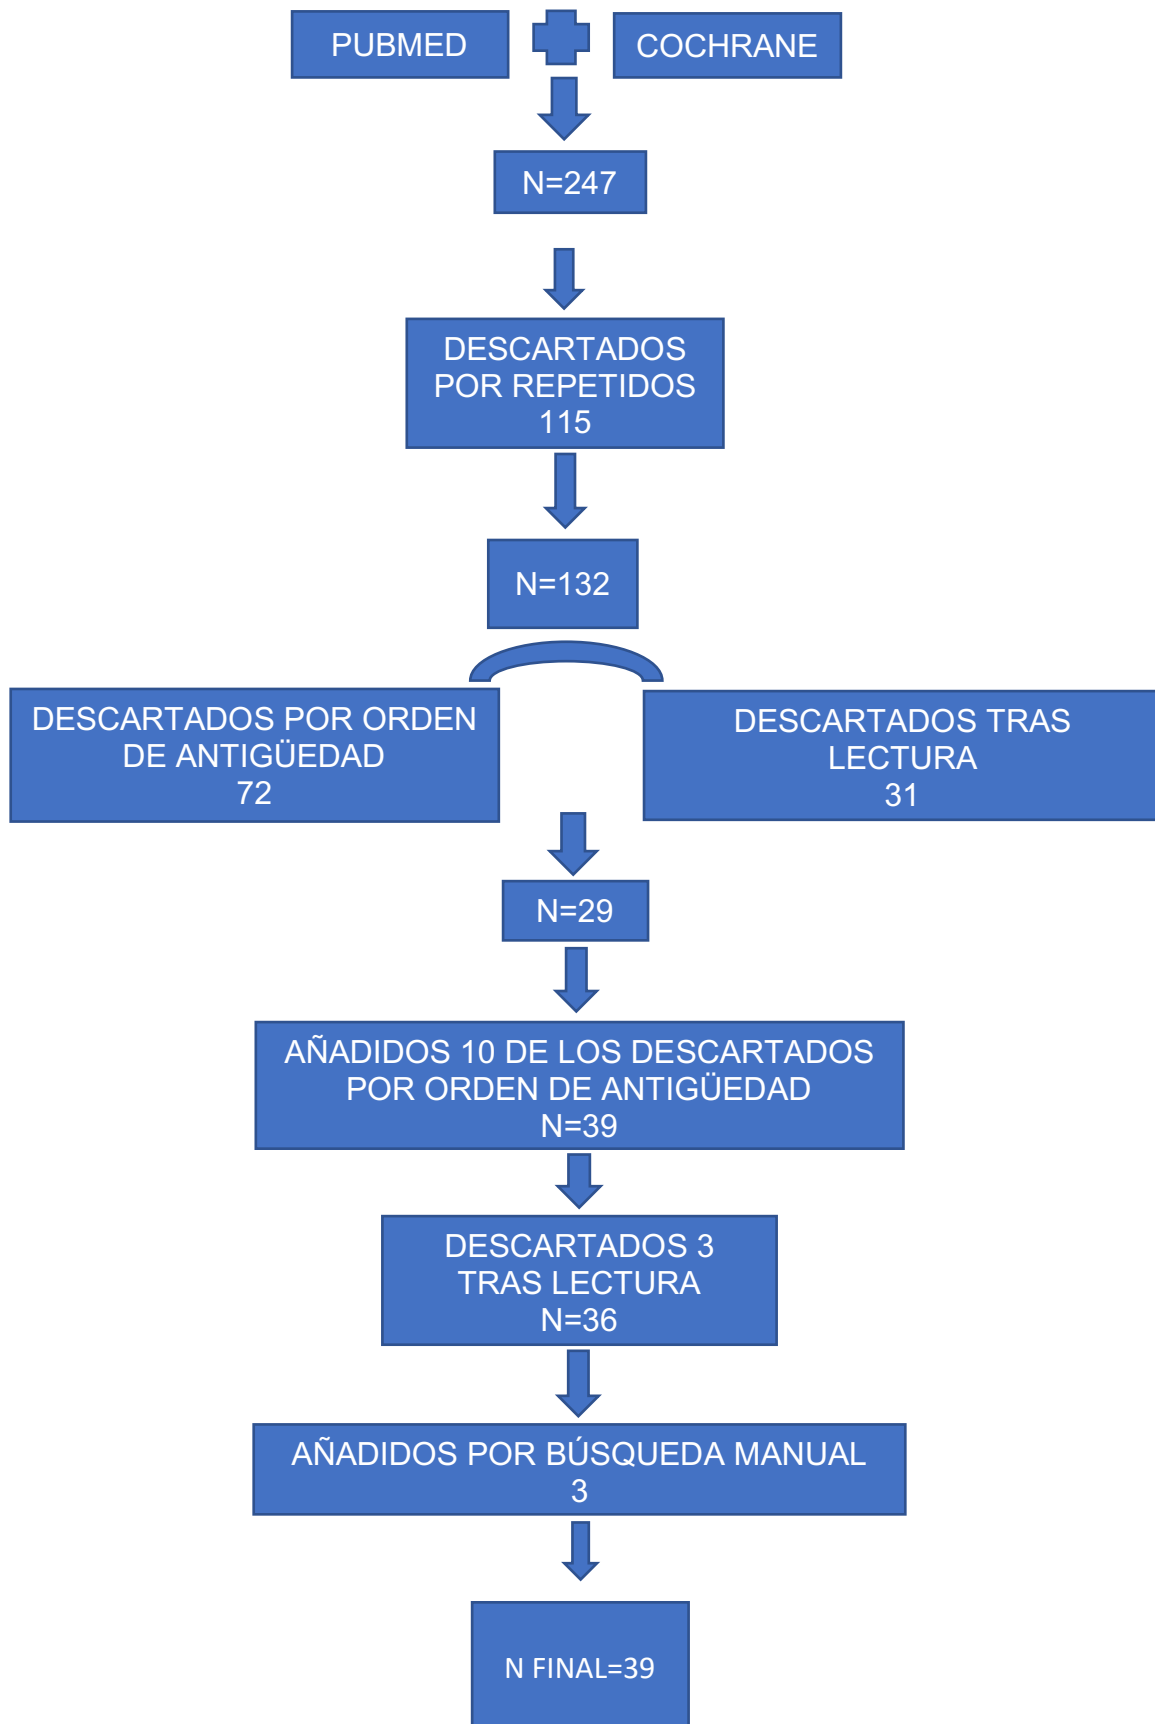 PUBMED
COCHRANE
N=247
DESCARTADOS
POR REPETIDOS
115
N=132
DESCARTADOS POR ORDEN
DE ANTIGÜEDAD
72
DESCARTADOS TRAS
LECTURA
31
N=29
AÑADIDOS 10 DE LOS DESCARTADOS
POR ORDEN DE ANTIGÜEDAD
N=39
DESCARTADOS 3
TRAS LECTURA
N=36
AÑADIDOS POR BÚSQUEDA MANUAL
3
N FINAL=39